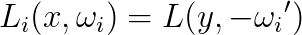 L_i(x, ω_i) = L(y, −ω_i′)